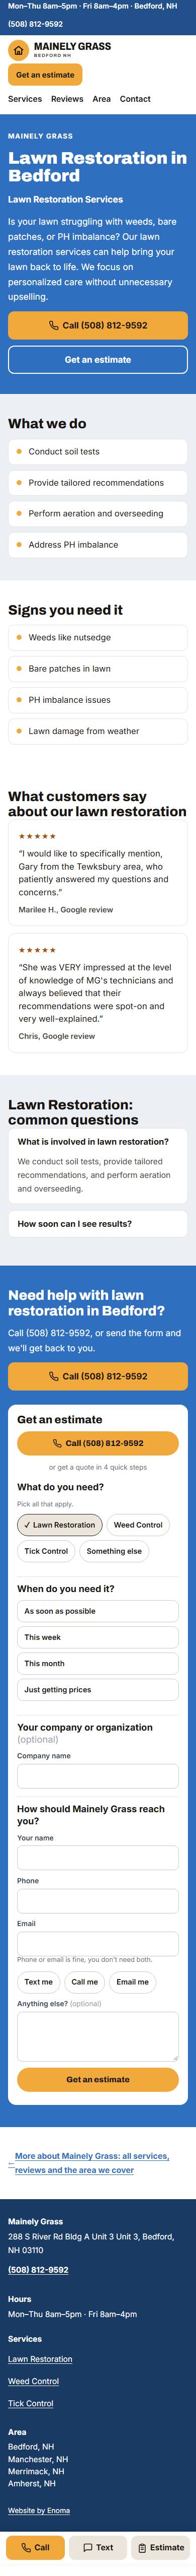 Mon–Thu 8am–5pm · Fri 8am–4pm · Bedford, NH
(508) 812-9592
MAINELY GRASS
BEDFORD NH
Get an estimate
Services Reviews Area Contact
MAINELY GRASS
Lawn Restoration in
Bedford
Lawn Restoration Services
Is your lawn struggling with weeds, bare
patches, or PH imbalance? Our lawn
restoration services can help bring your
lawn back to life. We focus on
personalized care without unnecessary
upselling.
Call (508) 812-9592
Get an estimate
What we do
Conduct soil tests
Provide tailored recommendations
Perform aeration and overseeding
Address PH imbalance
Signs you need it
Weeds like nutsedge
Bare patches in lawn
PH imbalance issues
Lawn damage from weather
What customers say
about our lawn restoration
★★★★★
“I would like to specifically mention,
Gary from the Tewksbury area, who
patiently answered my questions and
concerns.”
Marilee H., Google review
★★★★★
“She was VERY impressed at the level
of knowledge of MG's technicians and
always believed that their
recommendations were spot-on and
very well-explained.”
Chris, Google review
Lawn Restoration:
common questions
What is involved in lawn restoration?
We conduct soil tests, provide tailored
recommendations, and perform aeration
and overseeding.
How soon can I see results?
Need help with lawn
restoration in Bedford?
Call (508) 812-9592, or send the form and
we'll get back to you.
Call (508) 812-9592
Get an estimate
Call (508) 812-9592
or get a quote in 4 quick steps
What do you need?
Pick all that apply.
✓ Lawn Restoration Weed Control
Tick Control Something else
When do you need it?
As soon as possible
This week
This month
Just getting prices
Your company or organization
(optional)
Company name
How should Mainely Grass reach
you?
Your name
Phone
Email
Phone or email is fine, you don't need both.
Text me Call me Email me
Anything else? (optional)
Get an estimate
← More about Mainely Grass: all services,
reviews and the area we cover
Mainely Grass
288 S River Rd Bldg A Unit 3 Unit 3, Bedford,
NH 03110
(508) 812-9592
Hours
Mon–Thu 8am–5pm · Fri 8am–4pm
Services
Lawn Restoration
Weed Control
Tick Control
Area
Bedford, NH
Manchester, NH
Merrimack, NH
Amherst, NH
Website by Enoma
Call Text Estimate